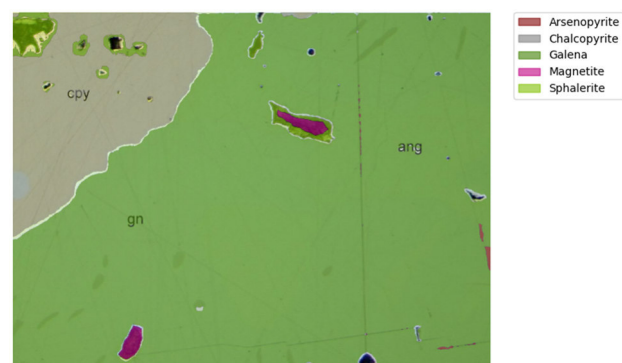 Arsenopyrite
Chalcopyrite
Galena
Magnetite
Sphalerite
cpy
ang
gn